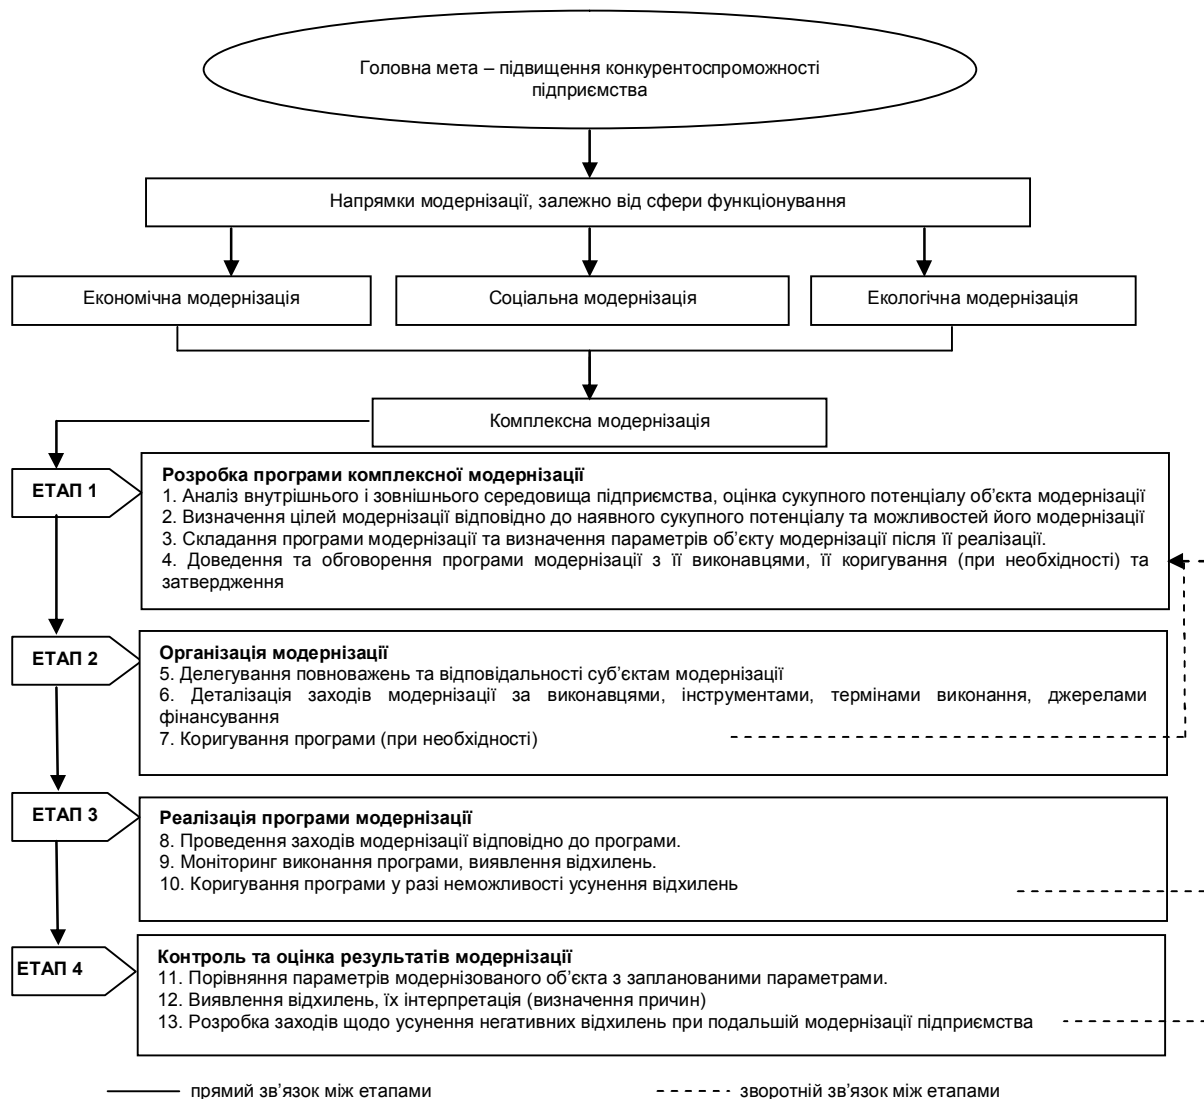 Головна мета – підвищення конкурентоспроможності
підприємства
Напрямки модернізації, залежно від сфери функціонування
Економічна модернізація
Соціальна модернізація
Екологічна модернізація
Комплексна модернізація
ЕТАП 1
Розробка програми комплексної модернізації
1. Аналіз внутрішнього і зовнішнього середовища підприємства, оцінка сукупного потенціалу об’єкта модернізації
2. Визначення цілей модернізації відповідно до наявного сукупного потенціалу та можливостей його модернізації
3. Складання програми модернізації та визначення параметрів об’єкту модернізації після її реалізації.
4. Доведення та обговорення програми модернізації з її виконавцями, її коригування (при необхідності) та
затвердження
ЕТАП 2
Організація модернізації
5. Делегування повноважень та відповідальності суб’єктам модернізації
6. Деталізація заходів модернізації за виконавцями, інструментами, термінами виконання, джерелами
фінансування
7. Коригування програми (при необхідності)
ЕТАП 3
Реалізація програми модернізації
8. Проведення заходів модернізації відповідно до програми.
9. Моніторинг виконання програми, виявлення відхилень.
10. Коригування програми у разі неможливості усунення відхилень
ЕТАП 4
Контроль та оцінка результатів модернізації
11. Порівняння параметрів модернізованого об’єкта з запланованими параметрами.
12. Виявлення відхилень, їх інтерпретація (визначення причин)
13. Розробка заходів щодо усунення негативних відхилень при подальшій модернізації підприємства
прямий зв’язок між етапами
зворотній зв’язок між етапами